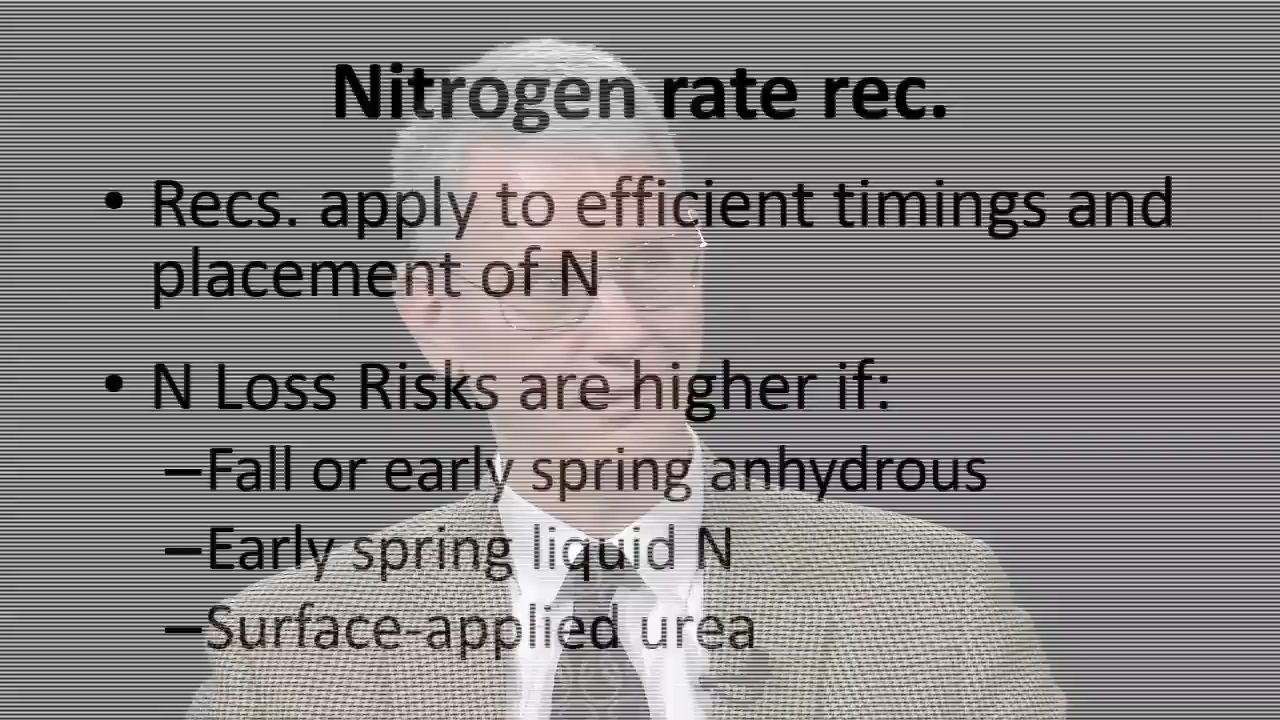 Nitrogen rate rec.
• Recs. apply to efficient timings and
placement of N
• N Loss Risks are higher if:
–Fall or early spring anhydrous
–Early spring liquid N
–Surface-applied urea